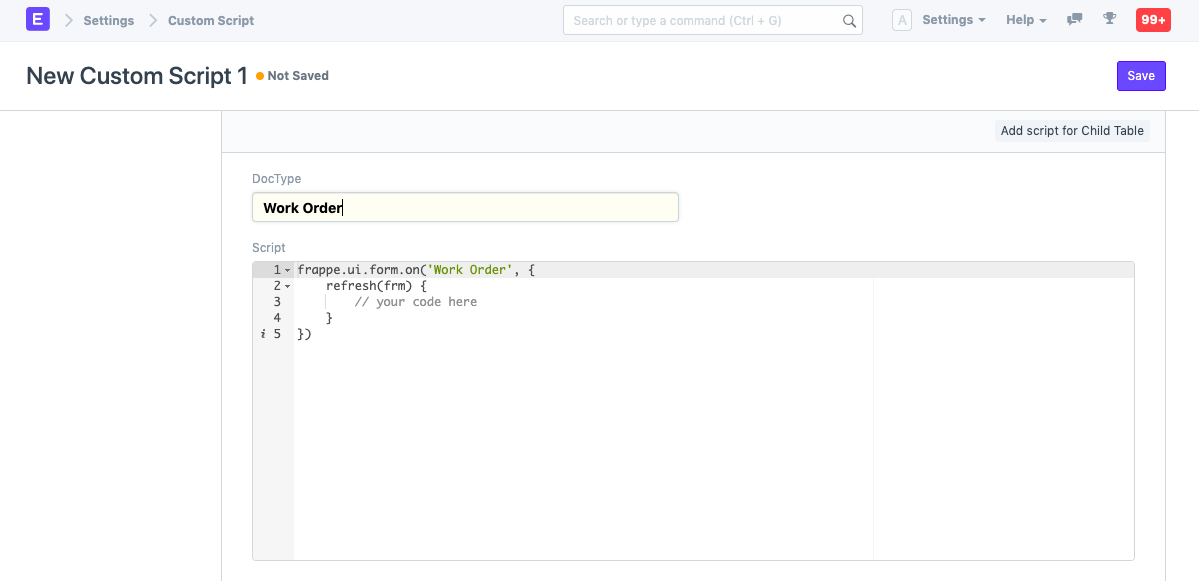 E Settings Custom Script Search or type a command (Ctrl + G) A Settings Help 99+
New Custom Script 1 Not Saved Save
Add script for Child Table
DocType
Work Order
Script
1 frappe.ui.form.on('Work Order', {
2 refresh(frm) {
3 // your code here
4 }
i 5 })